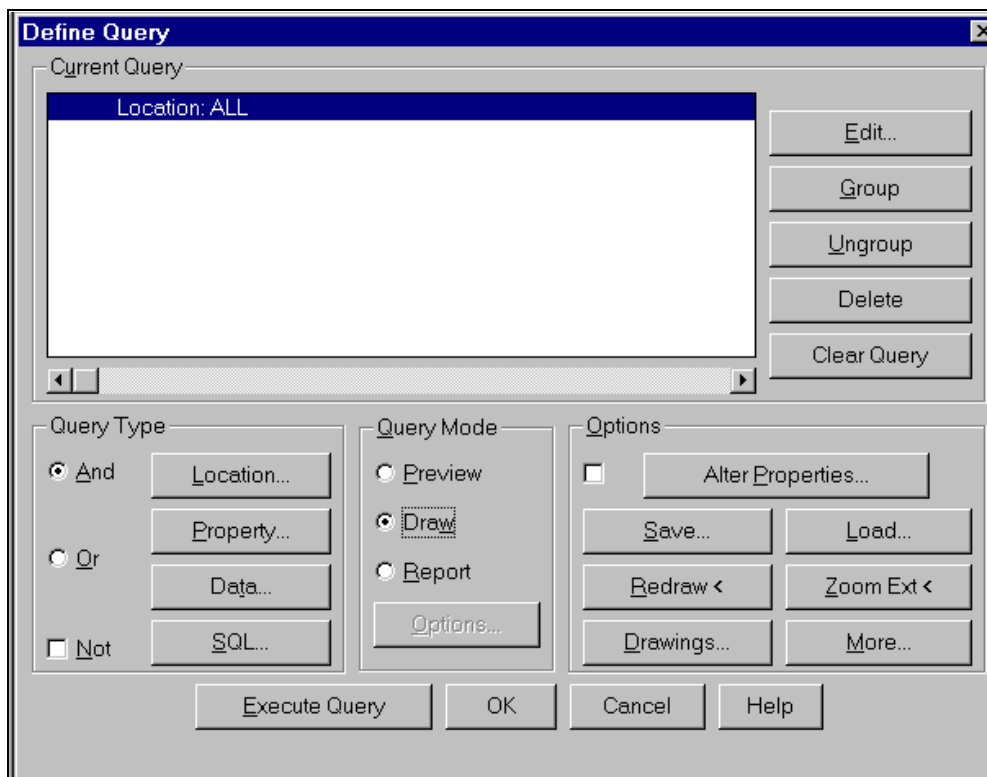 Define Query
Current Query
Location: ALL
Edit...
Group
Ungroup
Delete
Clear Query
Query Type
And
Location...
Property...
Or
Data...
Not
SQL...
Query Mode
Preview
Draw
Report
Options...
Options
Alter Properties...
Save...
Load...
Redraw <
Zoom Ext <
Drawings...
More...
Execute Query
OK
Cancel
Help